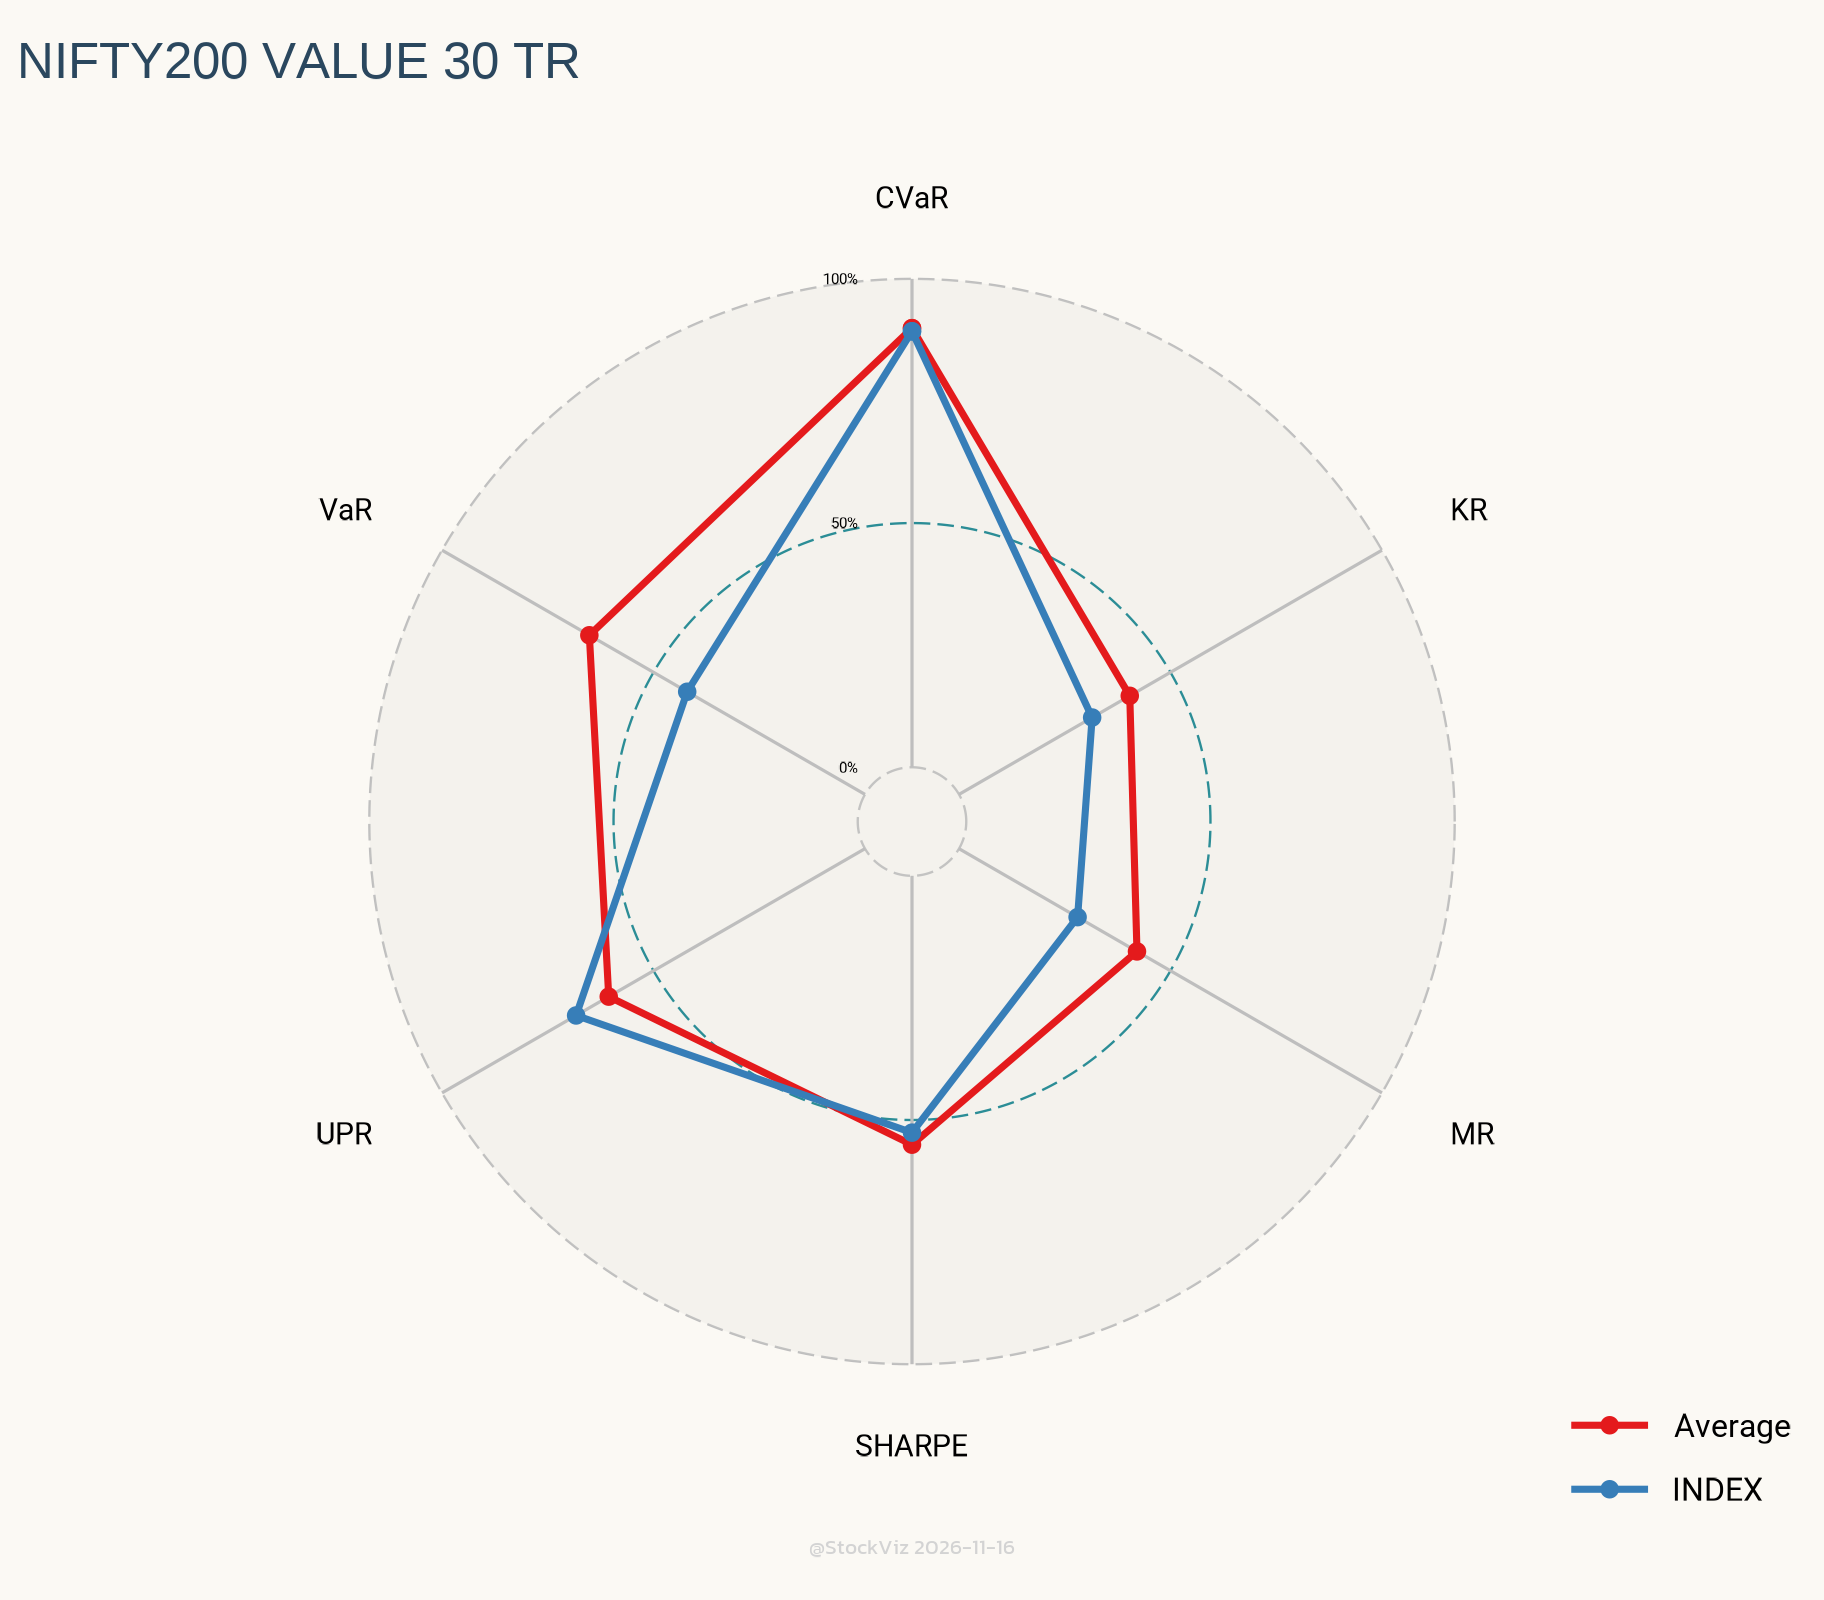 NIFTY200 VALUE 30 TR
CVaR
100%
VaR
KR
50%
0%
UPR
MR
SHARPE
Average
INDEX
@StockViz 2026-11-16